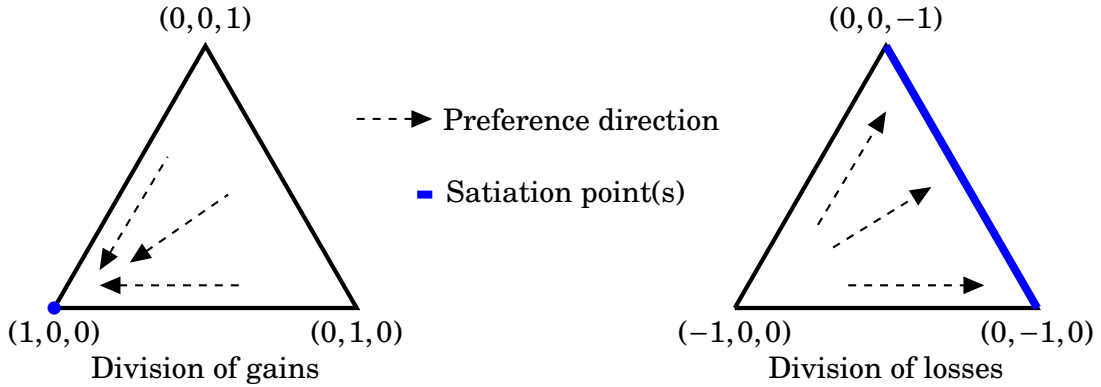 (0,0,1)
(0,0,−1)
Preference direction
Satiation point(s)
(1,0,0)
(0,1,0)
(−1,0,0)
(0,−1,0)
Division of gains
Division of losses